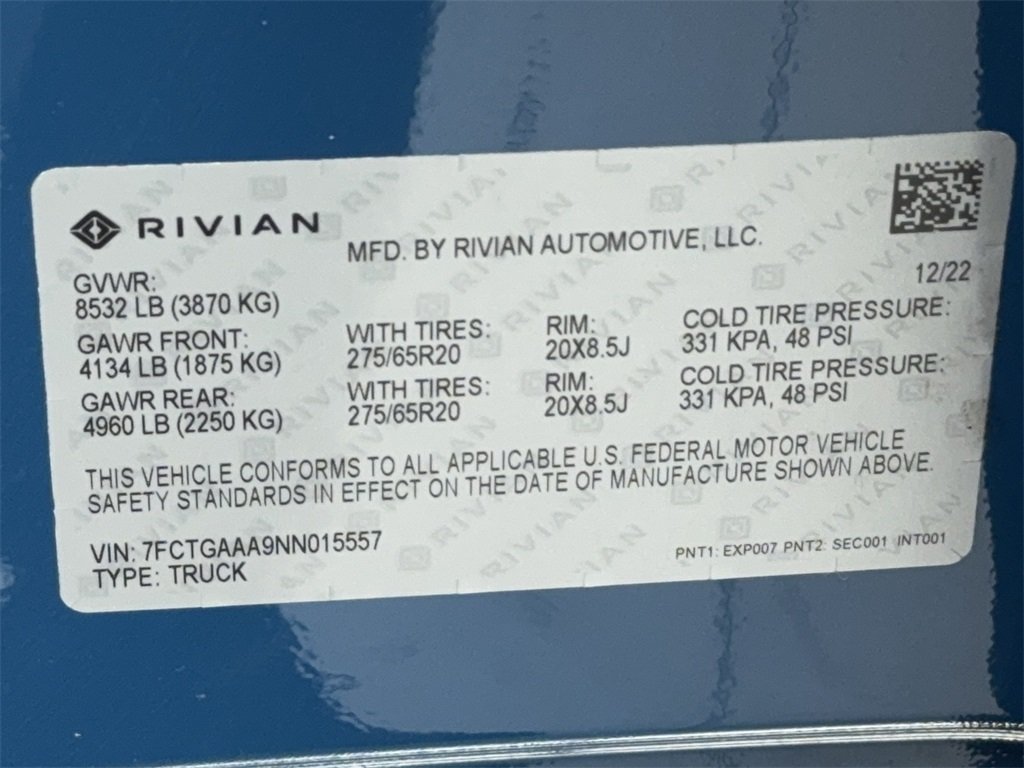 RIVIAN
MFD. BY RIVIAN AUTOMOTIVE, LLC.
12/22
GVWR:
8532 LB (3870 KG)
GAWR FRONT:
4134 LB (1875 KG)
WITH TIRES:
275/65R20
RIM:
20X8.5J
COLD TIRE PRESSURE:
331 KPA, 48 PSI
GAWR REAR:
4960 LB (2250 KG)
WITH TIRES:
275/65R20
RIM:
20X8.5J
COLD TIRE PRESSURE:
331 KPA, 48 PSI
THIS VEHICLE CONFORMS TO ALL APPLICABLE U.S. FEDERAL MOTOR VEHICLE
SAFETY STANDARDS IN EFFECT ON THE DATE OF MANUFACTURE SHOWN ABOVE.
VIN: 7FCTGAAA9NN015557
TYPE: TRUCK
PNT1: EXP007 PNT2: SEC001 INT001